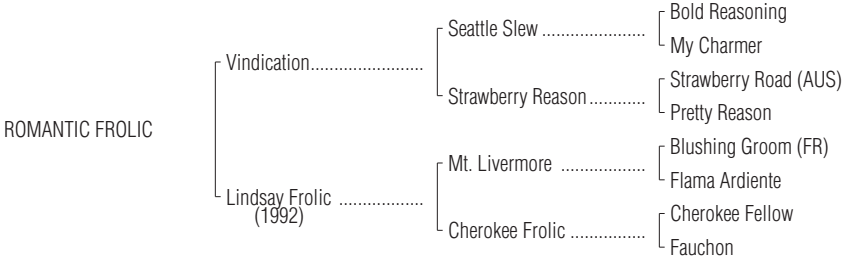 Bold Reasoning
Seattle Slew ......................
My Charmer
Vindication........................
Strawberry Road (AUS)
Strawberry Reason............
Pretty Reason
ROMANTIC FROLIC
Blushing Groom (FR)
Mt. Livermore ..................
Flama Ardiente
Lindsay Frolic ..................
(1992)
Cherokee Fellow
Cherokee Frolic ................
Fauchon